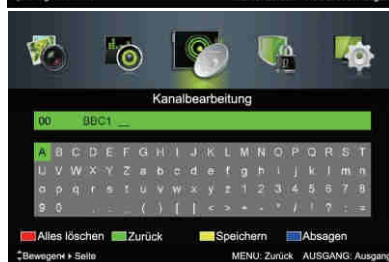 Kanalbearbeitung
00 BBC1 __
A B C D E F G H I J K L M N O P Q R S T
U V W X Y Z a b c d e f g h i j k l m n
o p q r s t u v w x y z 1 2 3 4 5 6 7 8
9 0 . : _ ( ) [ ] < > + - * / ! ? : =
Alles löschen Zurück Speichern Absagen
Bewegen Seite MENU: Zurück AUSGANG: Ausgang